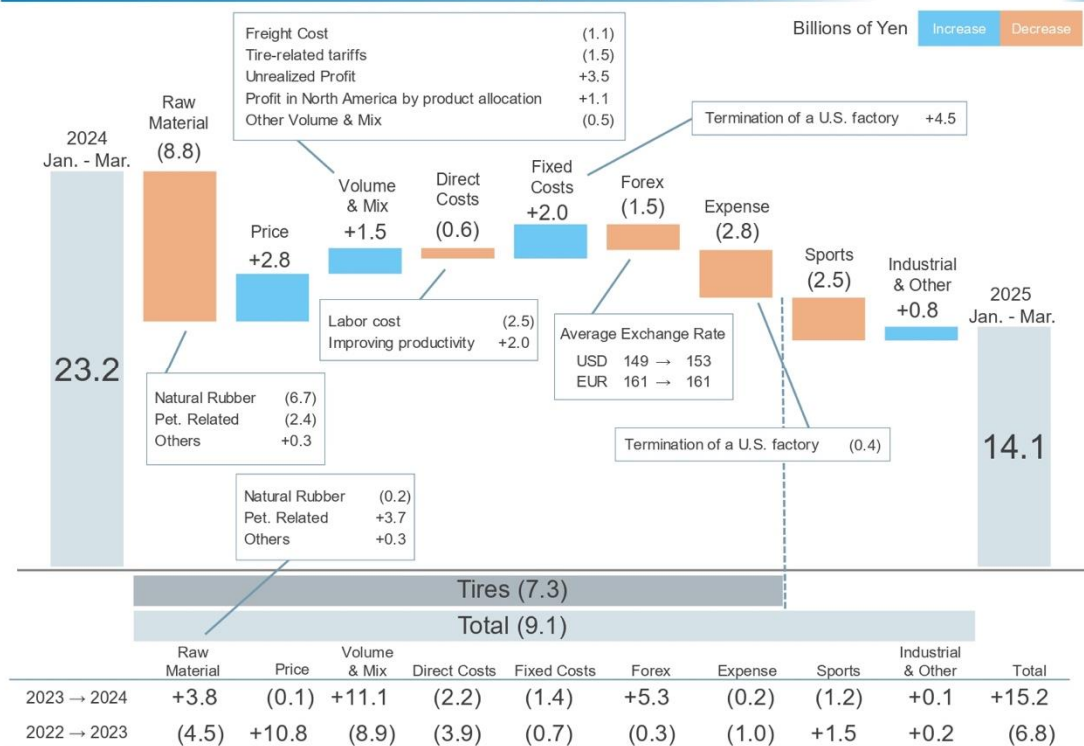 Billions of Yen Increase Decrease
Freight Cost (1.1)
Tire-related tariffs (1.5)
Unrealized Profit +3.5
Profit in North America by product allocation +1.1
Other Volume & Mix (0.5)
Termination of a U.S. factory +4.5
2024
Jan. - Mar.
23.2
Raw
Material
(8.8)
Price
+2.8
Volume
& Mix
+1.5
Direct
Costs
(0.6)
Fixed
Costs
+2.0
Forex
(1.5)
Expense
(2.8)
Sports
(2.5)
Industrial
& Other
+0.8
2025
Jan. - Mar.
14.1
Labor cost (2.5)
Improving productivity +2.0
Average Exchange Rate
USD 149 → 153
EUR 161 → 161
Natural Rubber (6.7)
Pet. Related (2.4)
Others +0.3
Termination of a U.S. factory (0.4)
Natural Rubber (0.2)
Pet. Related +3.7
Others +0.3
Tires (7.3)
Total (9.1)
Raw
Material
Price
Volume
& Mix
Direct Costs
Fixed Costs
Forex
Expense
Sports
Industrial
& Other
Total
2023 → 2024 +3.8 (0.1) +11.1 (2.2) (1.4) +5.3 (0.2) (1.2) +0.1 +15.2
2022 → 2023 (4.5) +10.8 (8.9) (3.9) (0.7) (0.3) (1.0) +1.5 +0.2 (6.8)